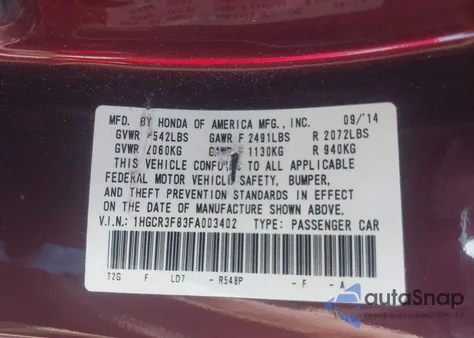 MFD. BY HONDA OF AMERICA MFG., INC. 09/'14
GVWR 542LBS GAWR F 2491LBS R 2072LBS
GVWR 2060KG GAWR 1130KG R 940KG
THIS VEHICLE TO ALL APPLICABLE
FEDERAL MOTOR VEHICLE SAFETY, BUMPER,
AND THEFT PREVENTION STANDARDS IN EFFECT
ON THE DATE OF MANUFACTURE SHOWN ABOVE.
V.I.N.: 1HGCR3F83FA003402 TYPE: PASSENGER CAR
T2G F LD7 - R548P - F - A
autoSnap